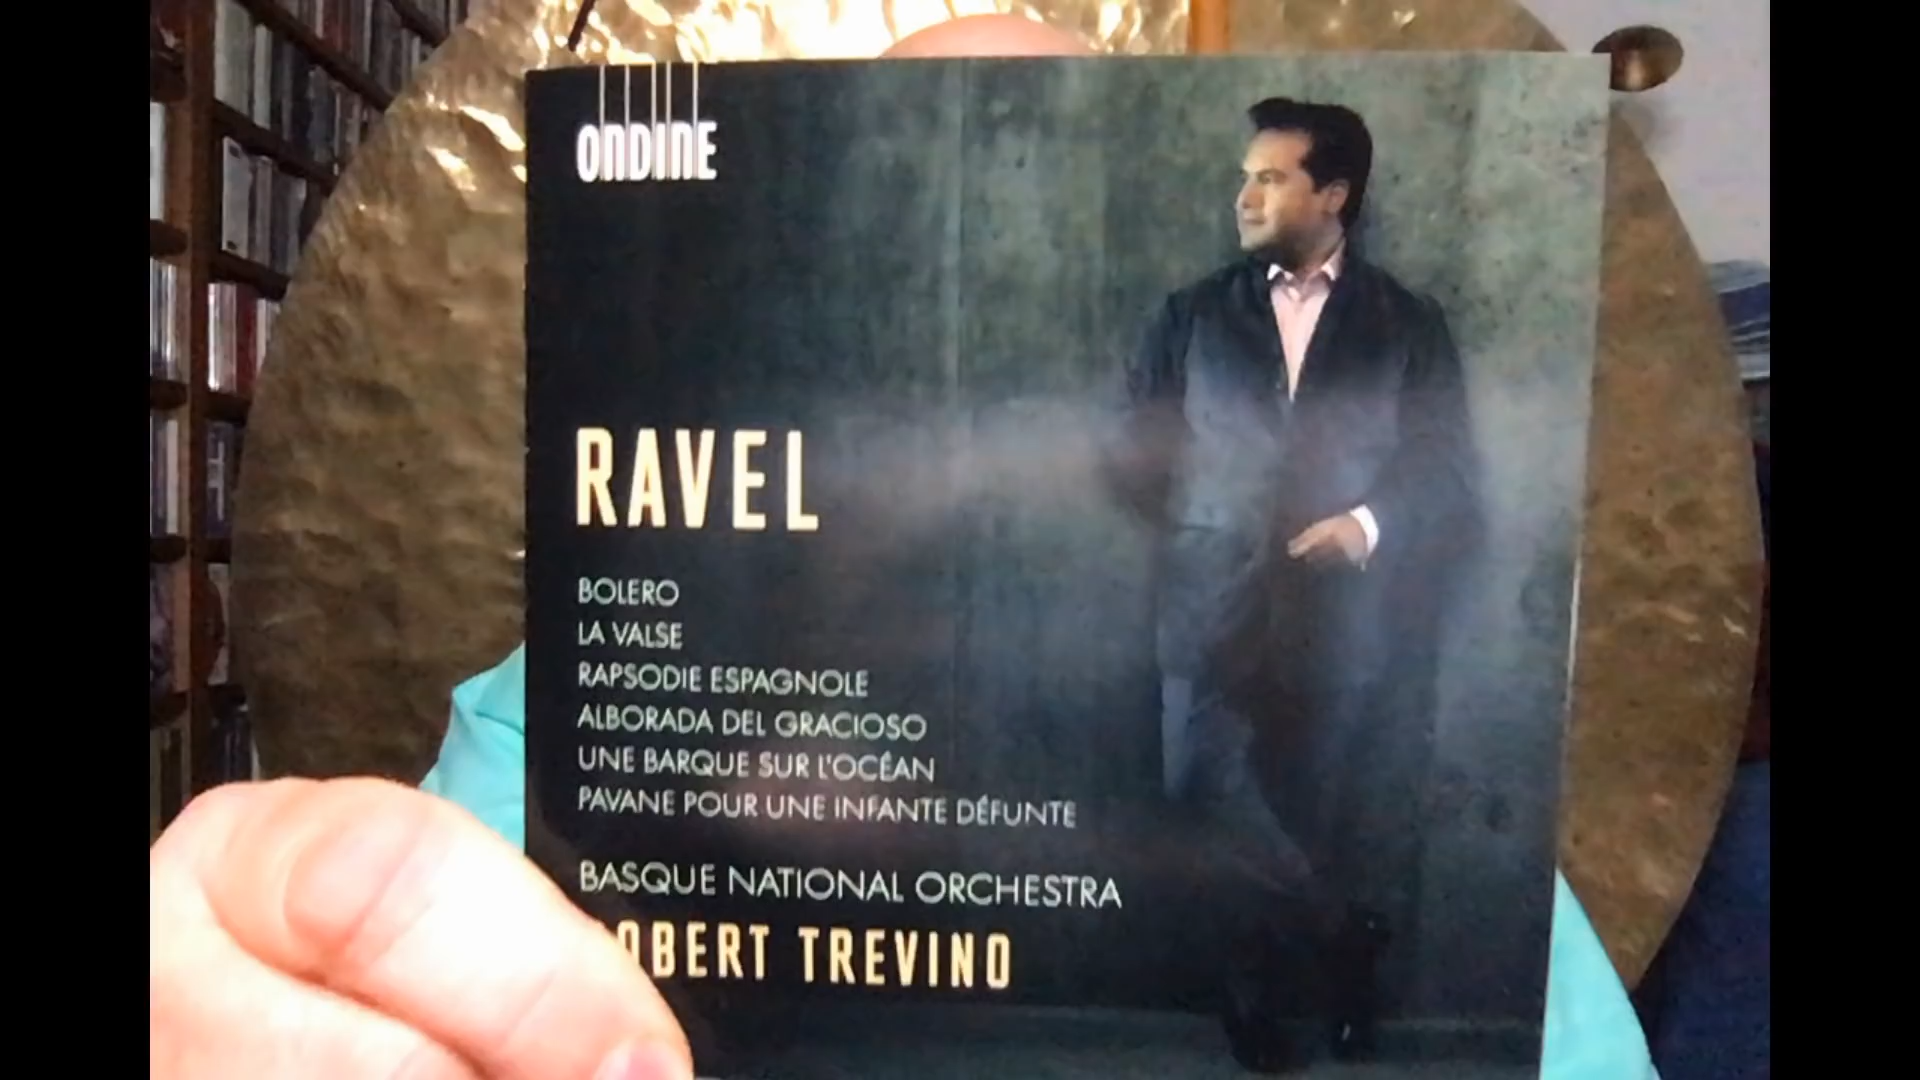 ONDINE
RAVEL
BOLERO
LA VALSE
RAPSODIE ESPAGNOLE
ALBORADA DEL GRACIOSO
UNE BARQUE SUR L'OCÉAN
PAVANE POUR UNE INFANTE DÉFUNTE
BASQUE NATIONAL ORCHESTRA
OBERT TREVINO